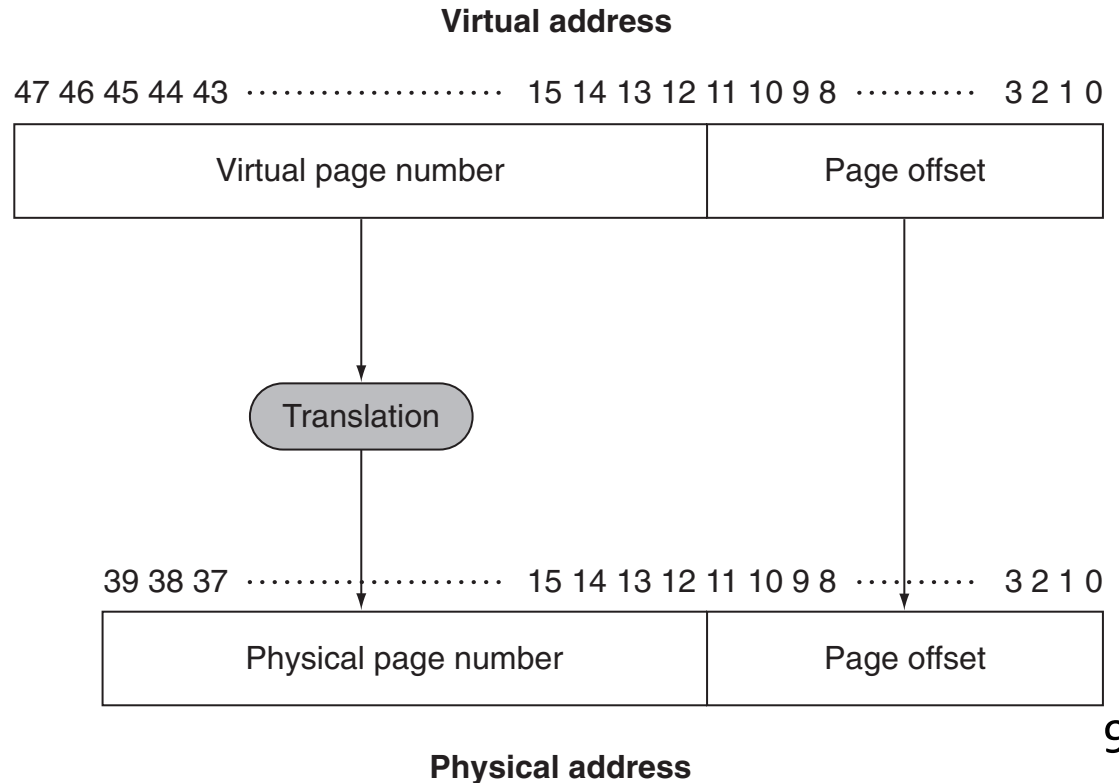 Virtual address
47 46 45 44 43 ····················· 15 14 13 12 11 10 9 8 ·········· 3 2 1 0
Virtual page number Page offset
Translation
39 38 37 ····················· 15 14 13 12 11 10 9 8 ·········· 3 2 1 0
Physical page number Page offset
9
Physical address